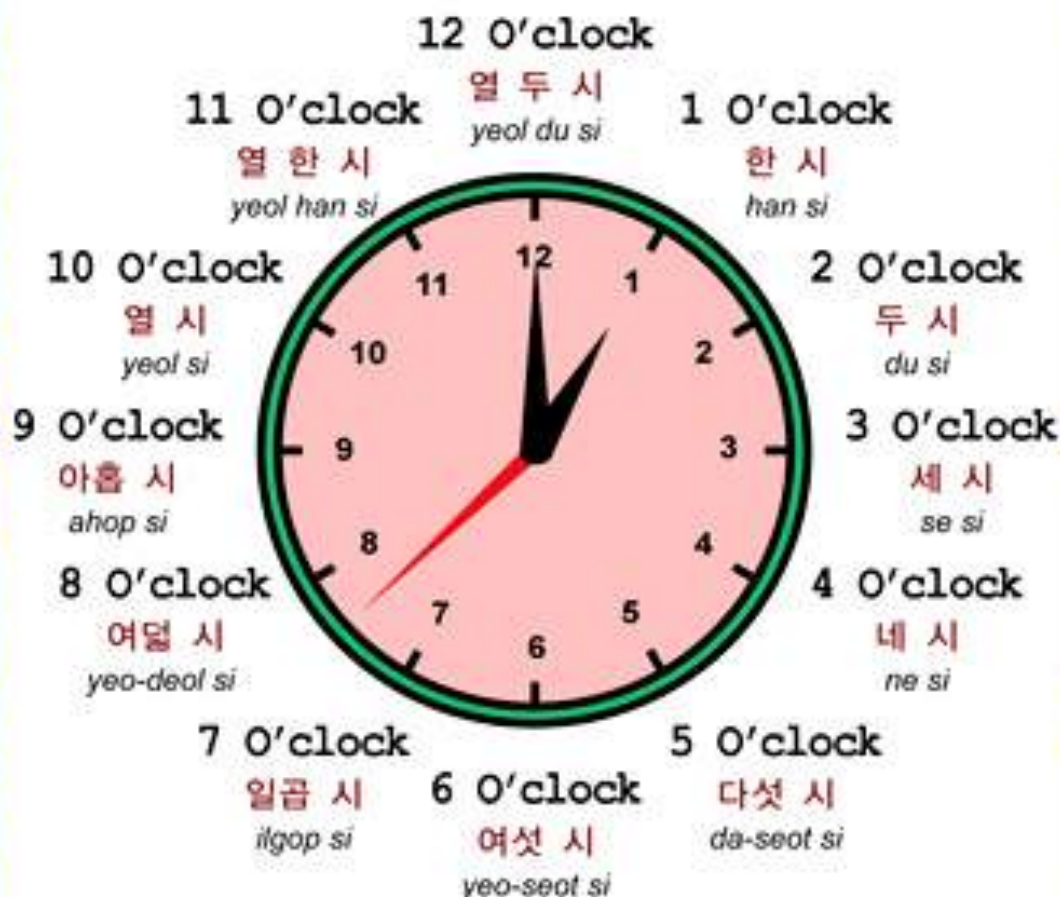 12 O'clock
열 두 시
yeol du si
1 O'clock
한 시
han si
2 O'clock
두 시
du si
3 O'clock
세 시
se si
4 O'clock
네 시
ne si
5 O'clock
다섯 시
da-seot si
6 O'clock
여섯 시
yeo-seot si
7 O'clock
일곱 시
ilgop si
8 O'clock
여덟 시
yeo-deol si
9 O'clock
아홉 시
ahop si
10 O'clock
열 시
yeol si
11 O'clock
열 한 시
yeol han si
12
1
2
3
4
5
6
7
8
9
10
11